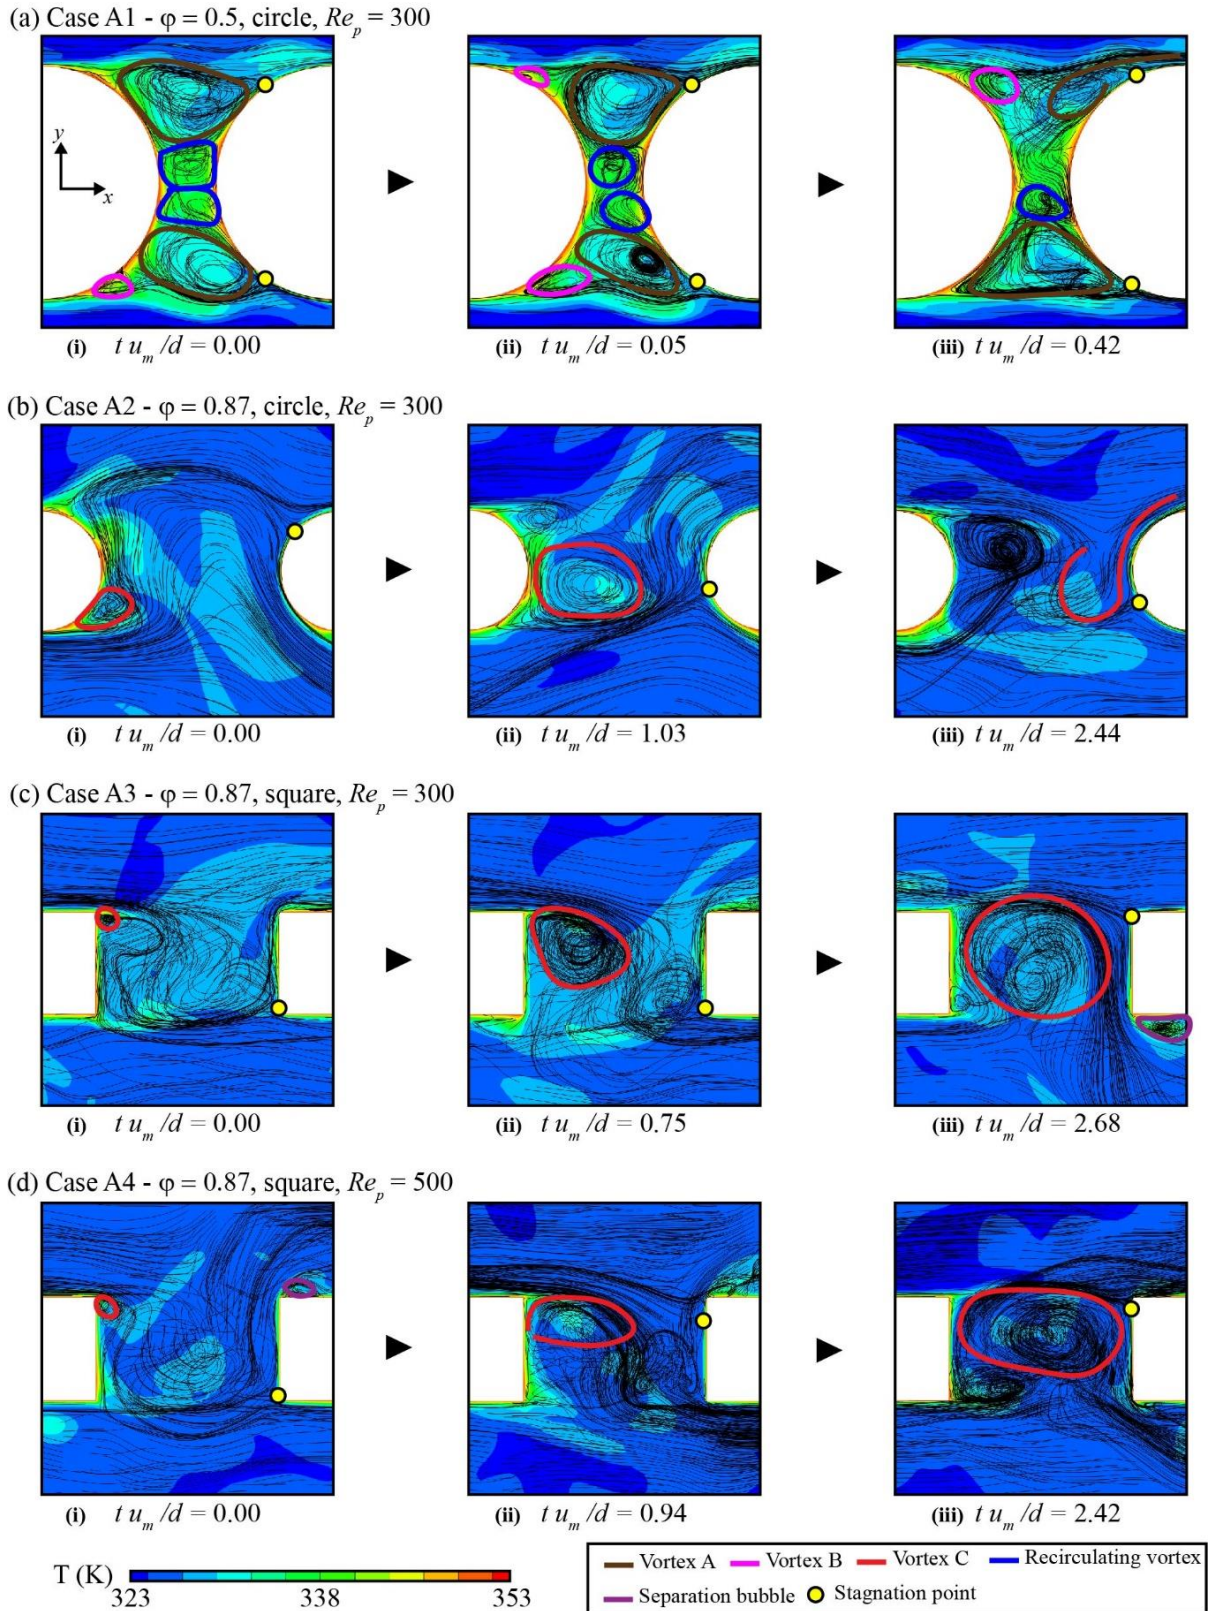 (a) Case A1 - φ = 0.5, circle, Re_p = 300
y
x
(i) t u_m /d = 0.00
(ii) t u_m /d = 0.05
(iii) t u_m /d = 0.42
(b) Case A2 - φ = 0.87, circle, Re_p = 300
(i) t u_m /d = 0.00
(ii) t u_m /d = 1.03
(iii) t u_m /d = 2.44
(c) Case A3 - φ = 0.87, square, Re_p = 300
(i) t u_m /d = 0.00
(ii) t u_m /d = 0.75
(iii) t u_m /d = 2.68
(d) Case A4 - φ = 0.87, square, Re_p = 500
(i) t u_m /d = 0.00
(ii) t u_m /d = 0.94
(iii) t u_m /d = 2.42
T (K)
323 338 353
Vortex A Vortex B Vortex C Recirculating vortex
Separation bubble Stagnation point